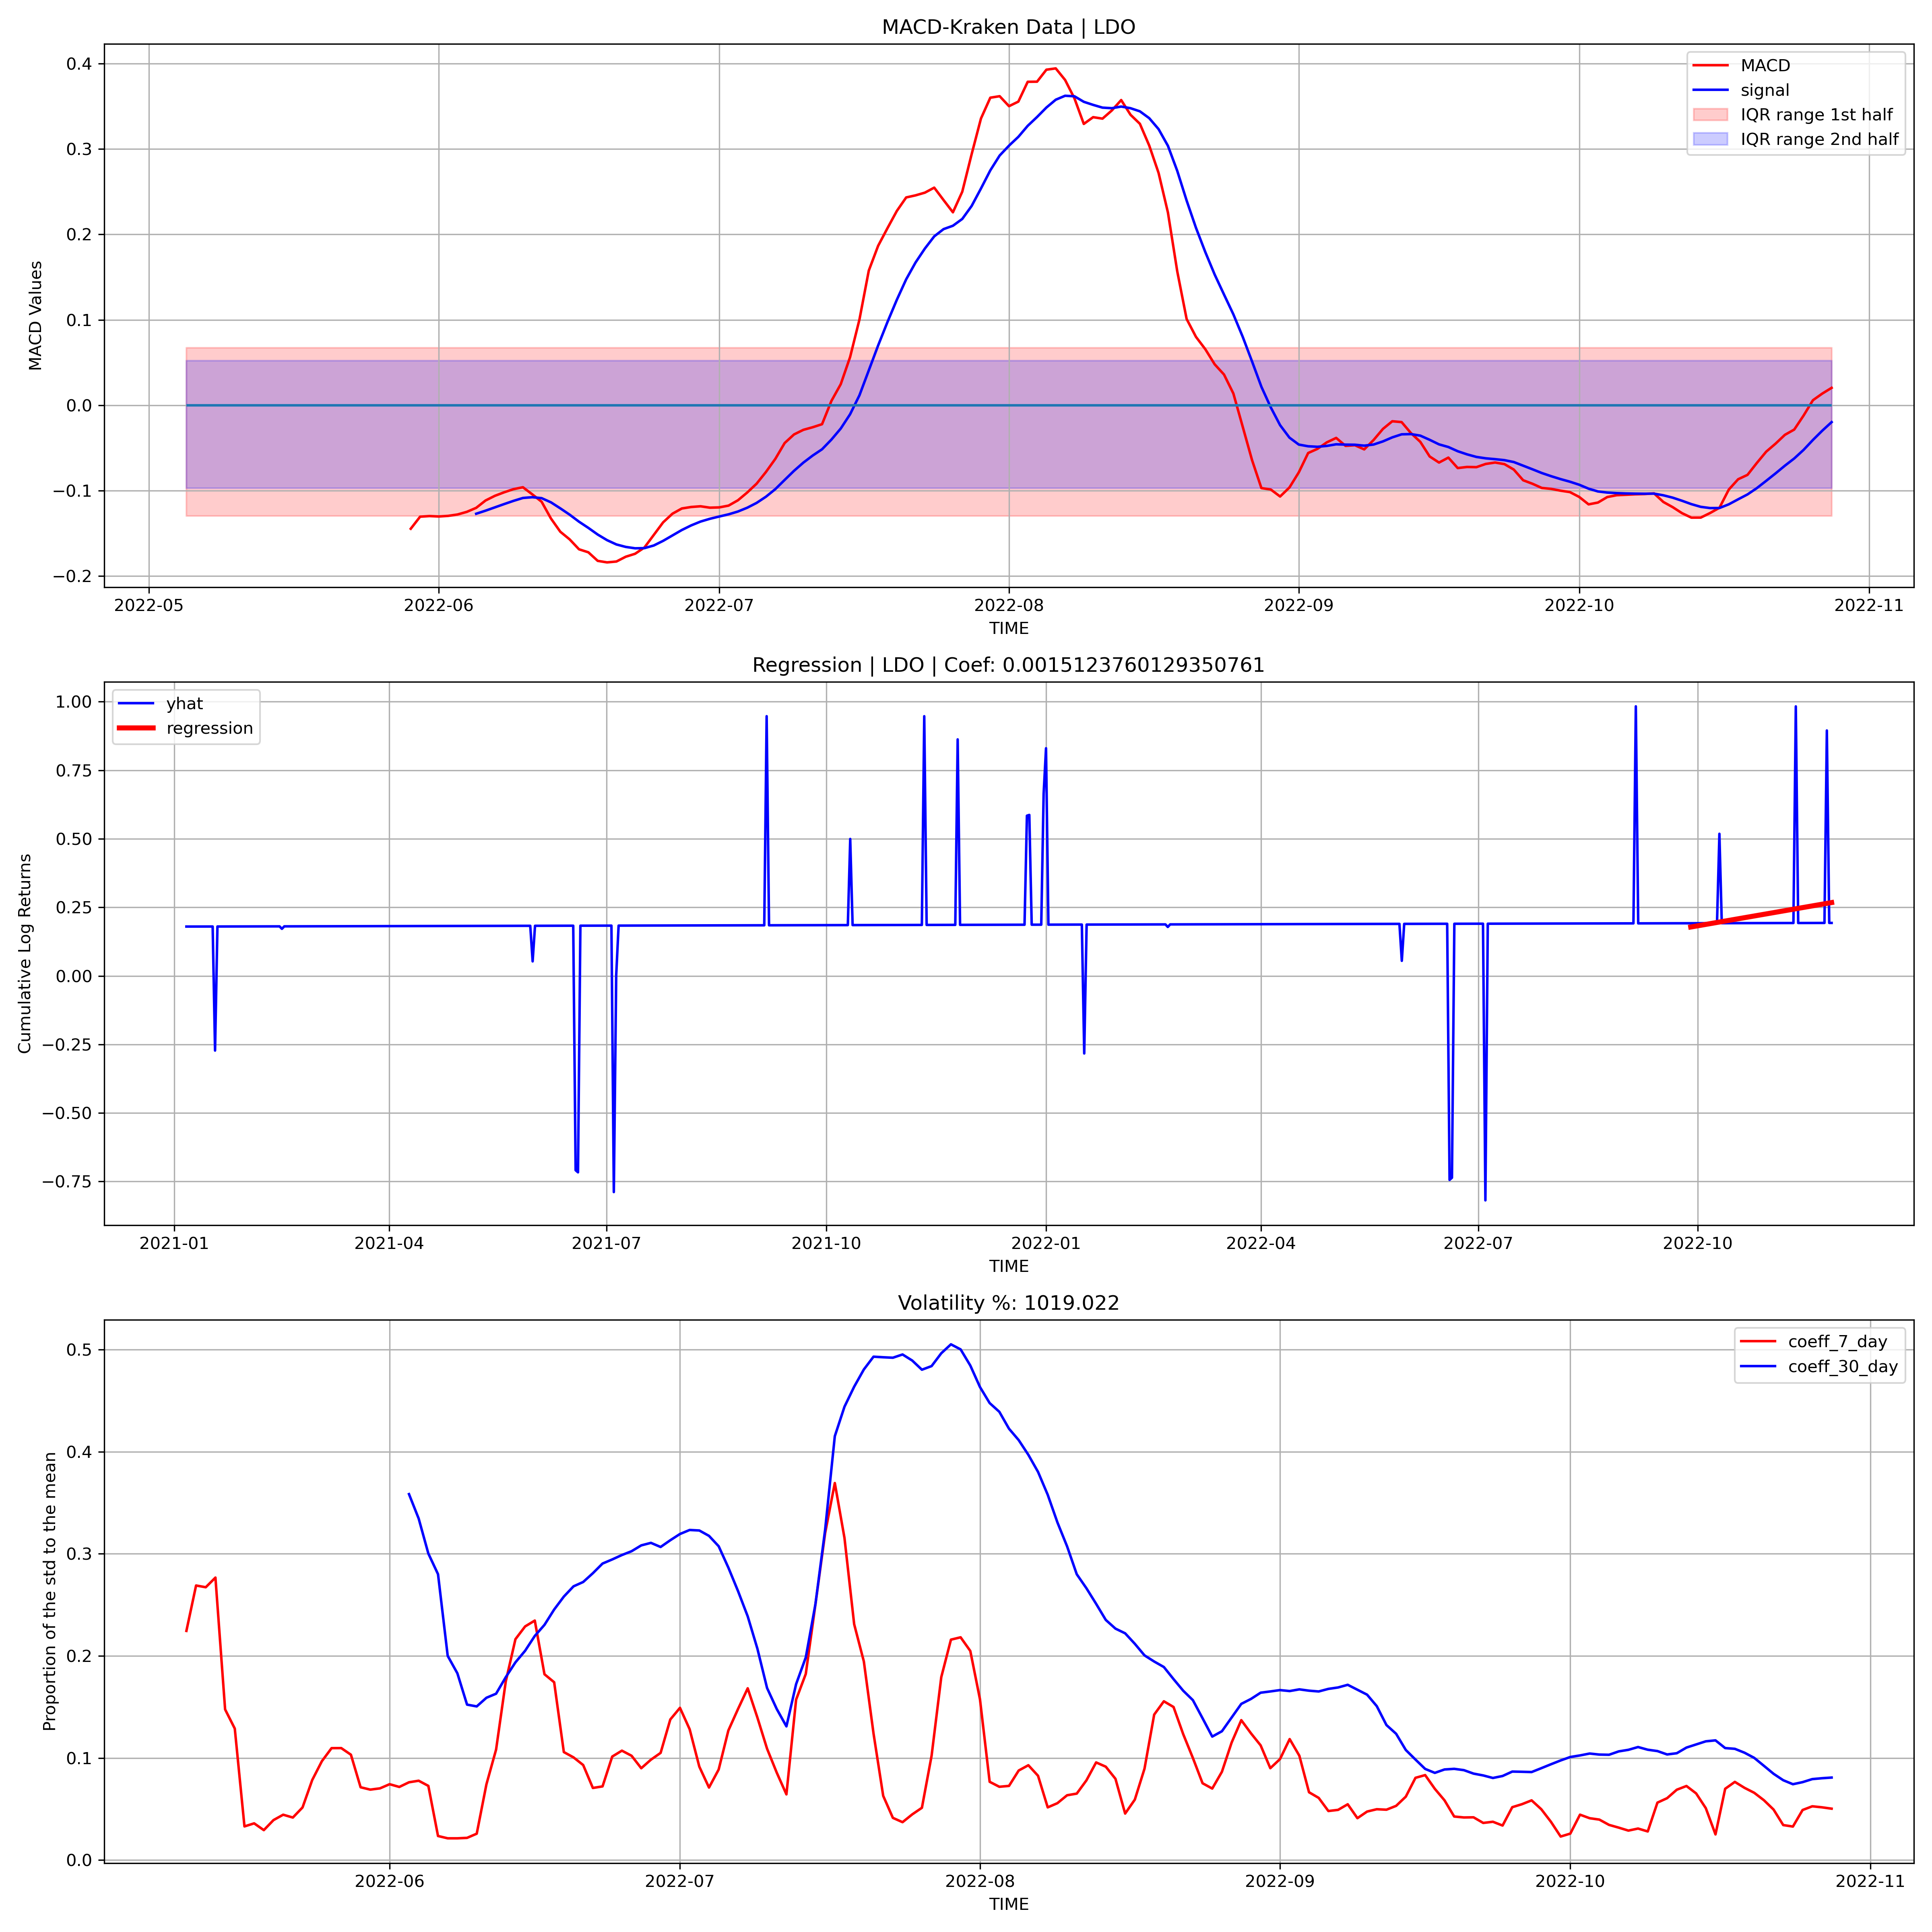 MACD-Kraken Data | LDO
MACD Values
0.4
0.3
0.2
0.1
0.0
−0.1
−0.2
MACD
signal
IQR range 1st half
IQR range 2nd half
2022-05 2022-06 2022-07 2022-08 2022-09 2022-10 2022-11
TIME
Regression | LDO | Coef: 0.0015123760129350761
Cumulative Log Returns
1.00
0.75
0.50
0.25
0.00
−0.25
−0.50
−0.75
yhat
regression
2021-01 2021-04 2021-07 2021-10 2022-01 2022-04 2022-07 2022-10
TIME
Volatility %: 1019.022
Proportion of the std to the mean
0.5
0.4
0.3
0.2
0.1
0.0
coeff_7_day
coeff_30_day
2022-06 2022-07 2022-08 2022-09 2022-10 2022-11
TIME